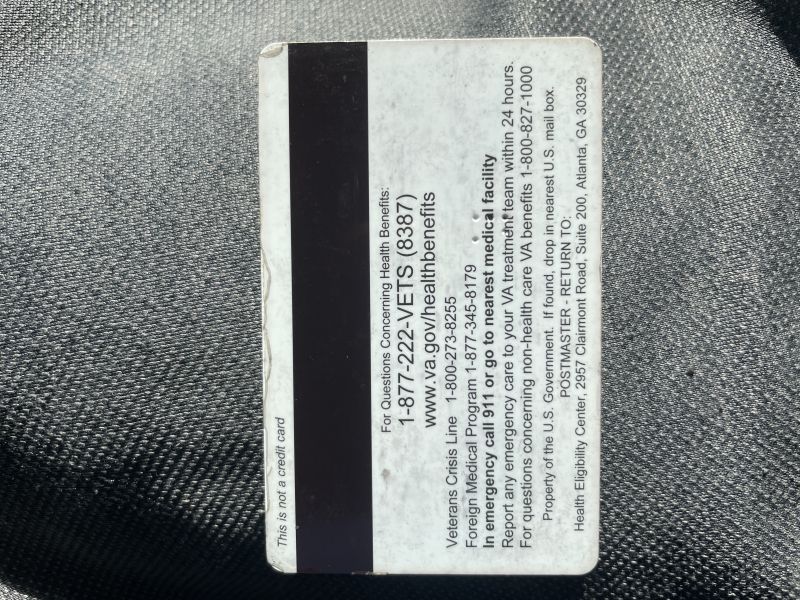 This is not a credit card
For Questions Concerning Health Benefits:
1-877-222-VETS (8387)
www.va.gov/healthbenefits
Veterans Crisis Line 1-800-273-8255
Foreign Medical Program 1-877-345-8179
In emergency call 911 or go to nearest medical facility
Report any emergency care to your VA treatment team within 24 hours.
For questions concerning non-health care VA benefits 1-800-827-1000
Property of the U.S. Government. If found, drop in nearest U.S. mail box.
POSTMASTER - RETURN TO:
Health Eligibility Center, 2957 Clairmont Road, Suite 200, Atlanta, GA 30329